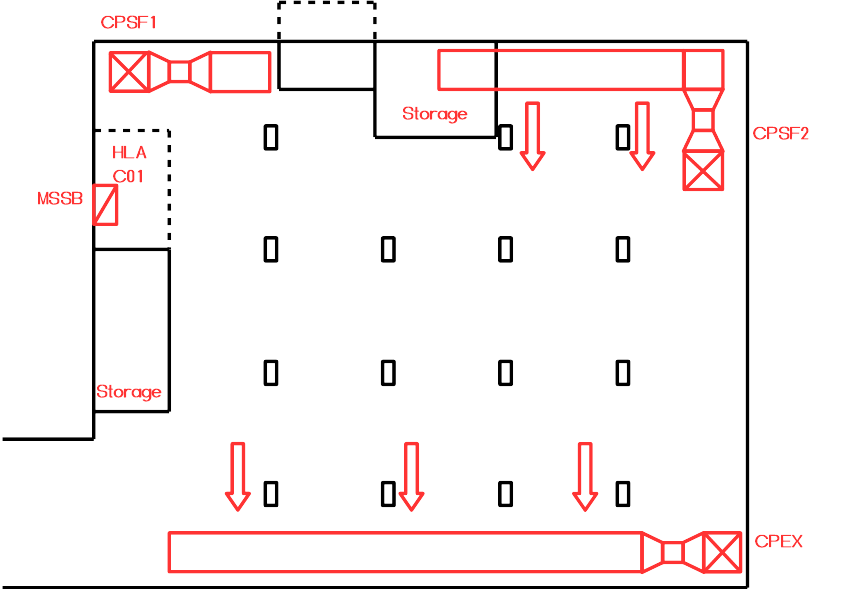 CPSF1
Storage
CPSF2
HLA
C01
MSSB
Storage
CPEX